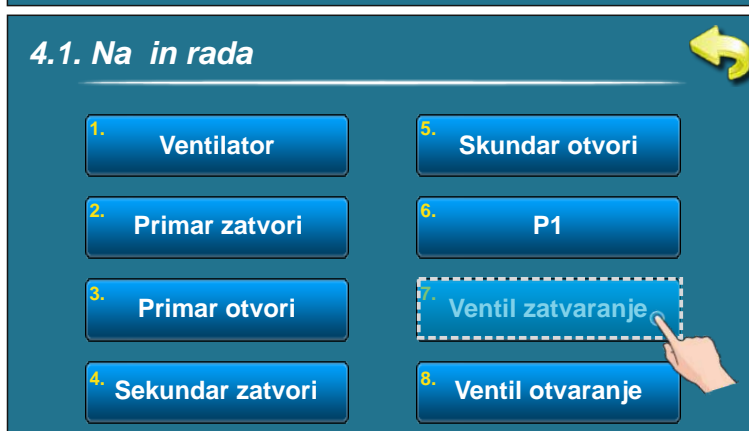 4.1. Na in rada
1. Ventilator
2. Primar zatvori
3. Primar otvori
4. Sekundar zatvori
5. Skundar otvori
6. P1
7. Ventil zatvaranje
8. Ventil otvaranje